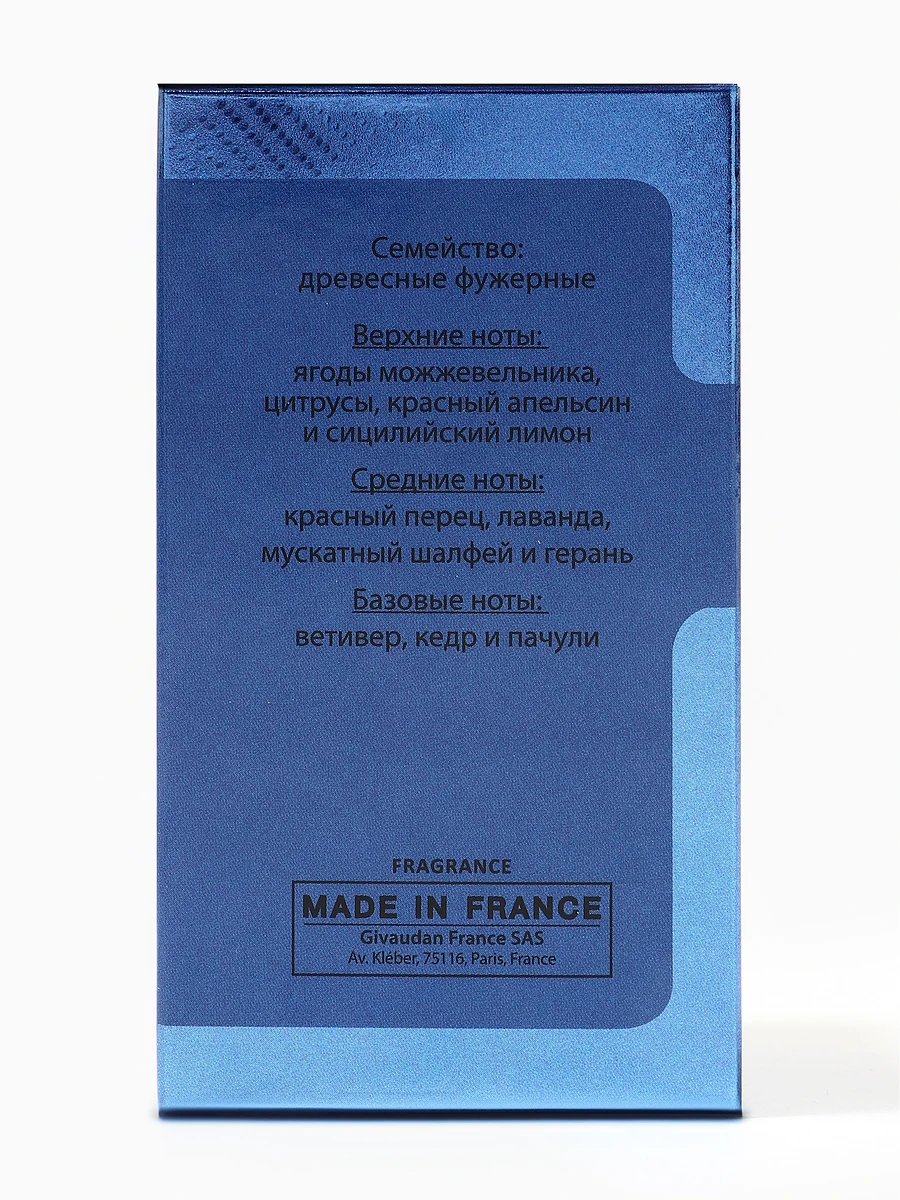 Семейство:
древесные фужерные
Верхние ноты:
ягоды можжевельника,
цитрусы, красный апельсин
и сицилийский лимон
Средние ноты:
красный перец, лаванда,
мускатный шалфей и герань
Базовые ноты:
ветивер, кедр и пачули
FRAGRANCE
MADE IN FRANCE
Givaudan France SAS
Av. Kléber, 75116, Paris, France